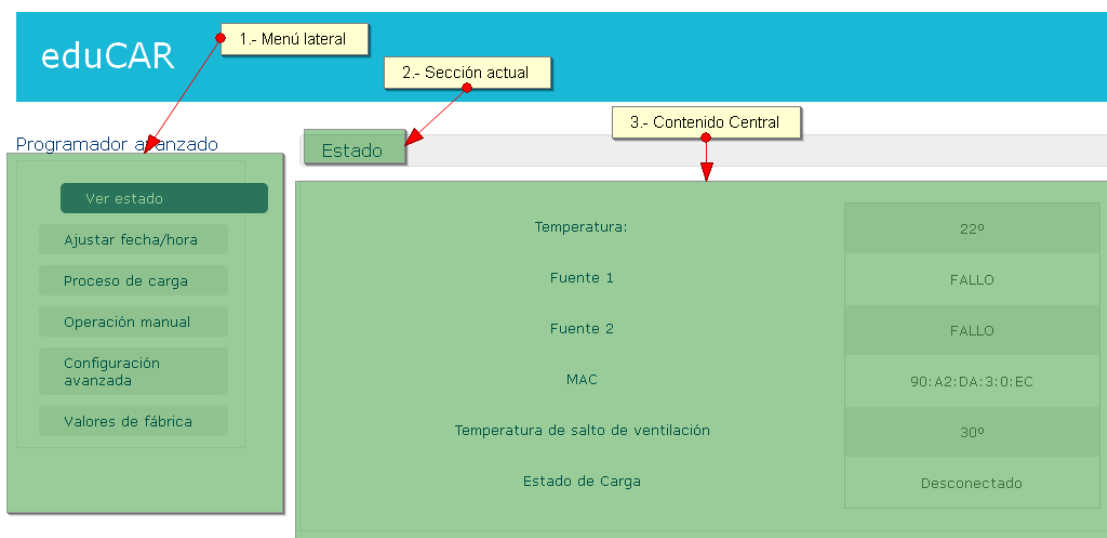 eduCAR
1.- Menú lateral
2.- Sección actual
3.- Contenido Central
Programador avanzado
Ver estado
Ajustar fecha/hora
Proceso de carga
Operación manual
Configuración
avanzada
Valores de fábrica
Estado
Temperatura: 22º
Fuente 1 FALLO
Fuente 2 FALLO
MAC 90:A2:DA:3:0:EC
Temperatura de salto de ventilación 30º
Estado de Carga Desconectado